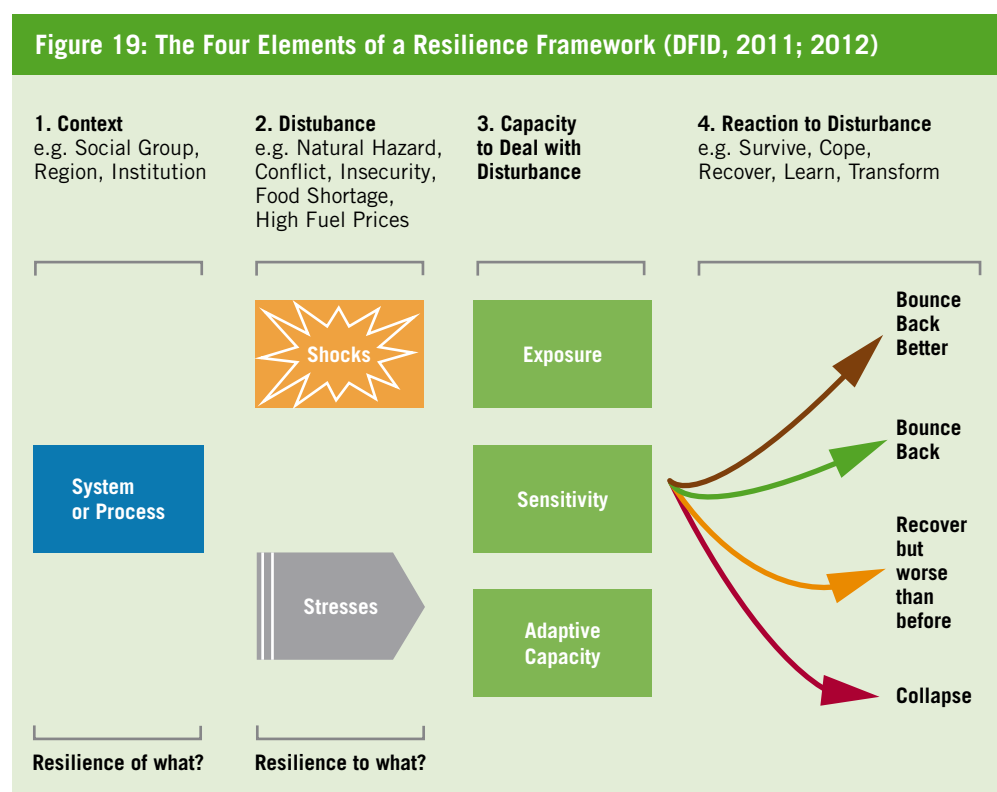 Figure 19: The Four Elements of a Resilience Framework (DFID, 2011; 2012)
1. Context
e.g. Social Group,
Region, Institution
2. Distubance
e.g. Natural Hazard,
Conflict, Insecurity,
Food Shortage,
High Fuel Prices
3. Capacity
to Deal with
Disturbance
4. Reaction to Disturbance
e.g. Survive, Cope,
Recover, Learn, Transform
System
or Process
Shocks
Stresses
Exposure
Sensitivity
Adaptive
Capacity
Bounce
Back
Better
Bounce
Back
Recover
but
worse
than
before
Collapse
Resilience of what?
Resilience to what?